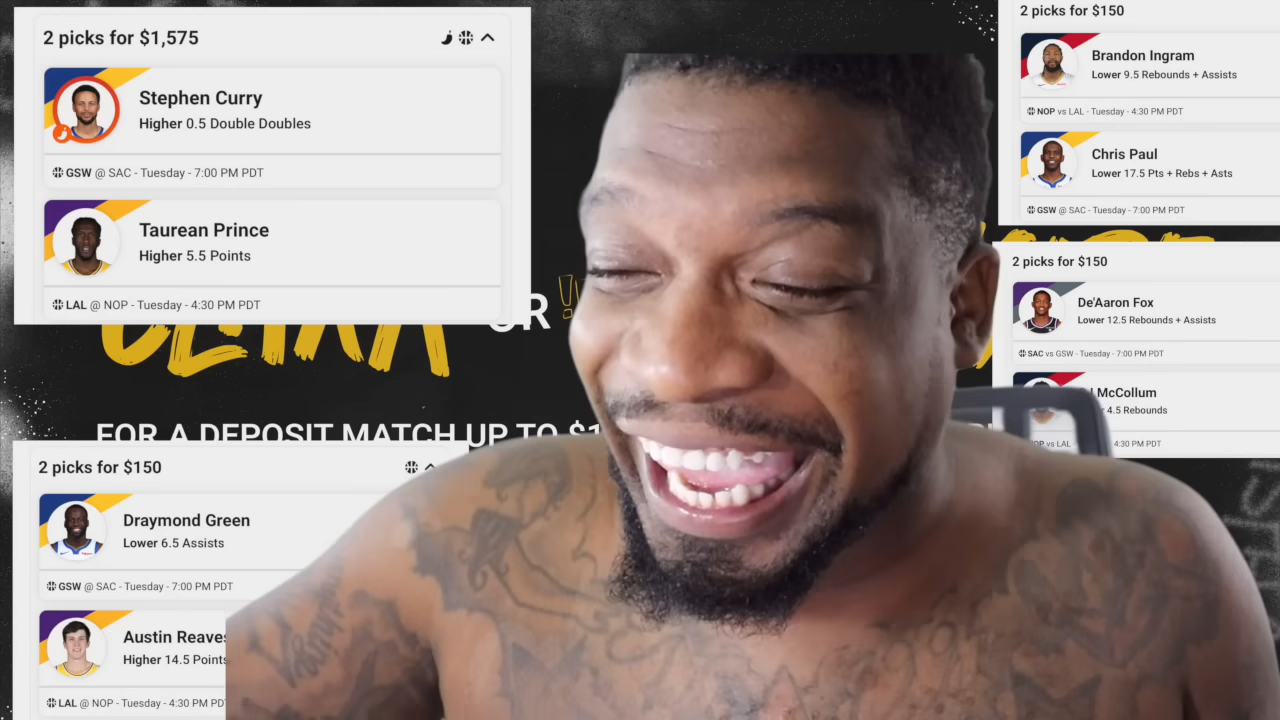 2 picks for $1,575
Stephen Curry
Higher 0.5 Double Doubles
GSW @ SAC - Tuesday - 7:00 PM PDT
Taurean Prince
Higher 5.5 Points
LAL @ NOP - Tuesday - 4:30 PM PDT
2 picks for $150
Brandon Ingram
Lower 9.5 Rebounds + Assists
NOP vs LAL - Tuesday - 4:30 PM PDT
Chris Paul
Lower 17.5 Pts + Rebs + Asts
GSW @ SAC - Tuesday - 7:00 PM PDT
2 picks for $150
De'Aaron Fox
Lower 12.5 Rebounds + Assists
SAC vs GSW - Tuesday - 7:00 PM PDT
McCollum
4.5 Rebounds
vs LAL 4:30 PM PDT
OR
FOR A DEPOSIT MATCH UP TO $1
2 picks for $150
Draymond Green
Lower 6.5 Assists
GSW @ SAC - Tuesday - 7:00 PM PDT
Austin Reaves
Higher 14.5 Points
LAL @ NOP - Tuesday - 4:30 PM PD